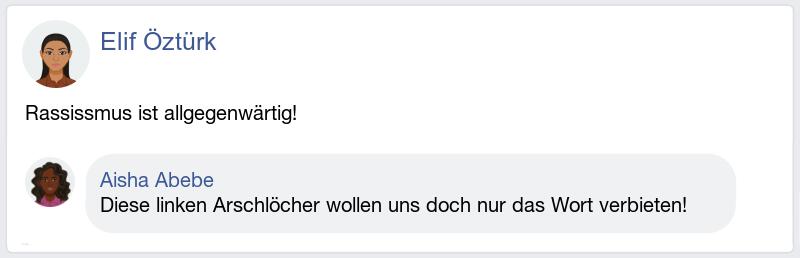 Elif Öztürk
Rassissmus ist allgegenwärtig!
Aisha Abebe
Diese linken Arschlöcher wollen uns doch nur das Wort verbieten!